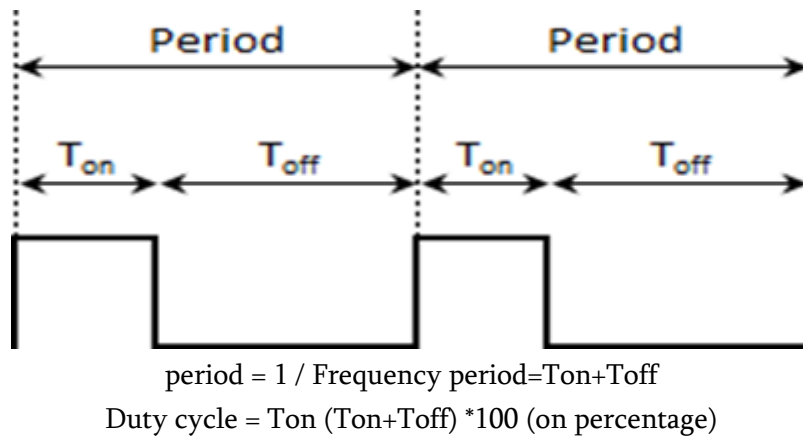 Period Period
Ton Toff Ton Toff
period = 1 / Frequency period=Ton+Toff
Duty cycle = Ton (Ton+Toff) *100 (on percentage)